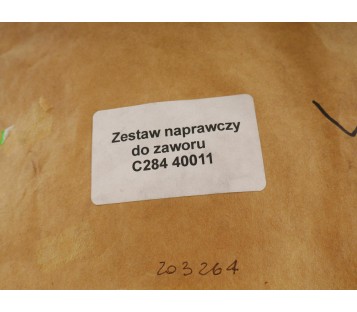 Zestaw naprawczy
do zaworu
C284 40011
203264